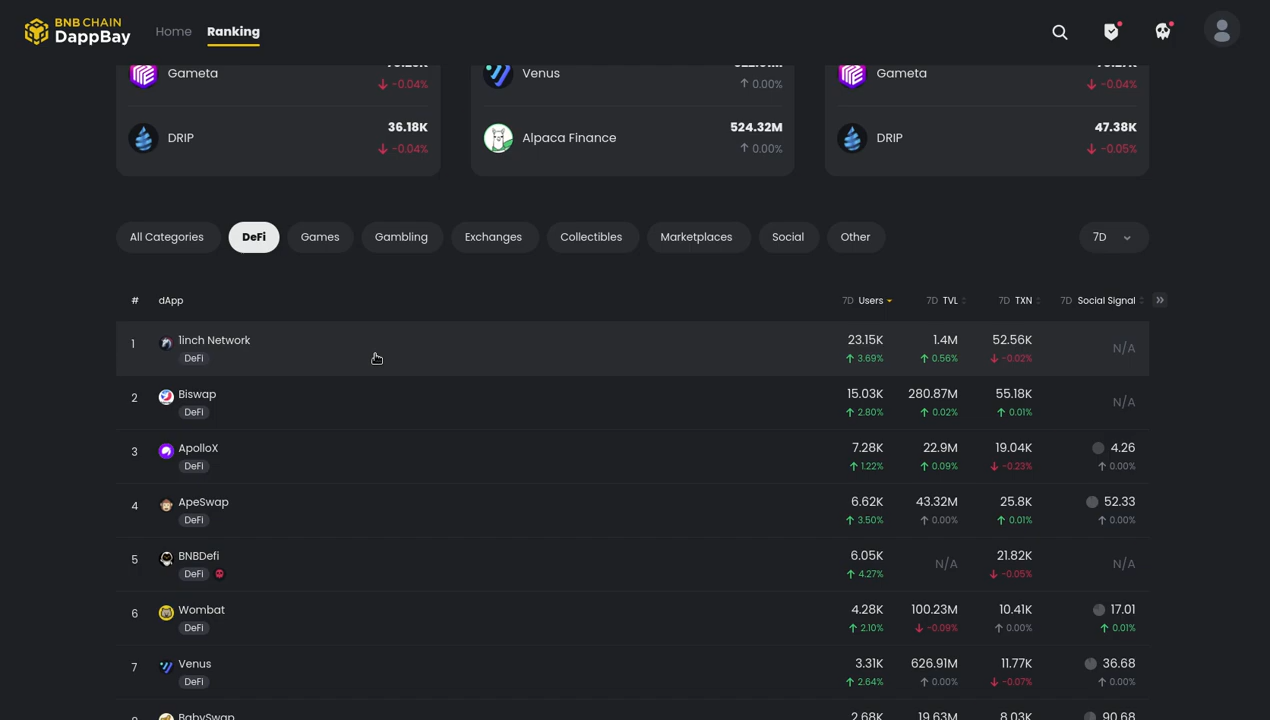 BNB CHAIN
DappBay
Home Ranking
Gameta
-0.04%
Venus
0.00%
Gameta
-0.04%
DRIP
36.18K
-0.04%
Alpaca Finance
524.32M
0.00%
DRIP
47.38K
-0.05%
All Categories DeFi Games Gambling Exchanges Collectibles Marketplaces Social Other 7D
# dApp 7D Users 7D TVL 7D TXN 7D Social Signal
1 1inch Network 23.15K 1.4M 52.56K N/A
DeFi 3.69% 0.56% -0.02%
2 Biswap 15.03K 280.87M 55.18K N/A
DeFi 2.80% 0.02% 0.01%
3 ApolloX 7.28K 22.9M 19.04K 4.26
DeFi 1.22% 0.09% -0.23% 0.00%
4 ApeSwap 6.62K 43.32M 25.8K 52.33
DeFi 3.50% 0.00% 0.01% 0.00%
5 BNBDefi 6.05K N/A 21.82K N/A
DeFi 4.27% -0.05%
6 Wombat 4.28K 100.23M 10.41K 17.01
DeFi 2.10% -0.09% 0.00% 0.01%
7 Venus 3.31K 626.91M 11.77K 36.68
DeFi 2.64% 0.00% -0.07% 0.00%
BabySwap 2.68K 19.63M 8.03K 90.68